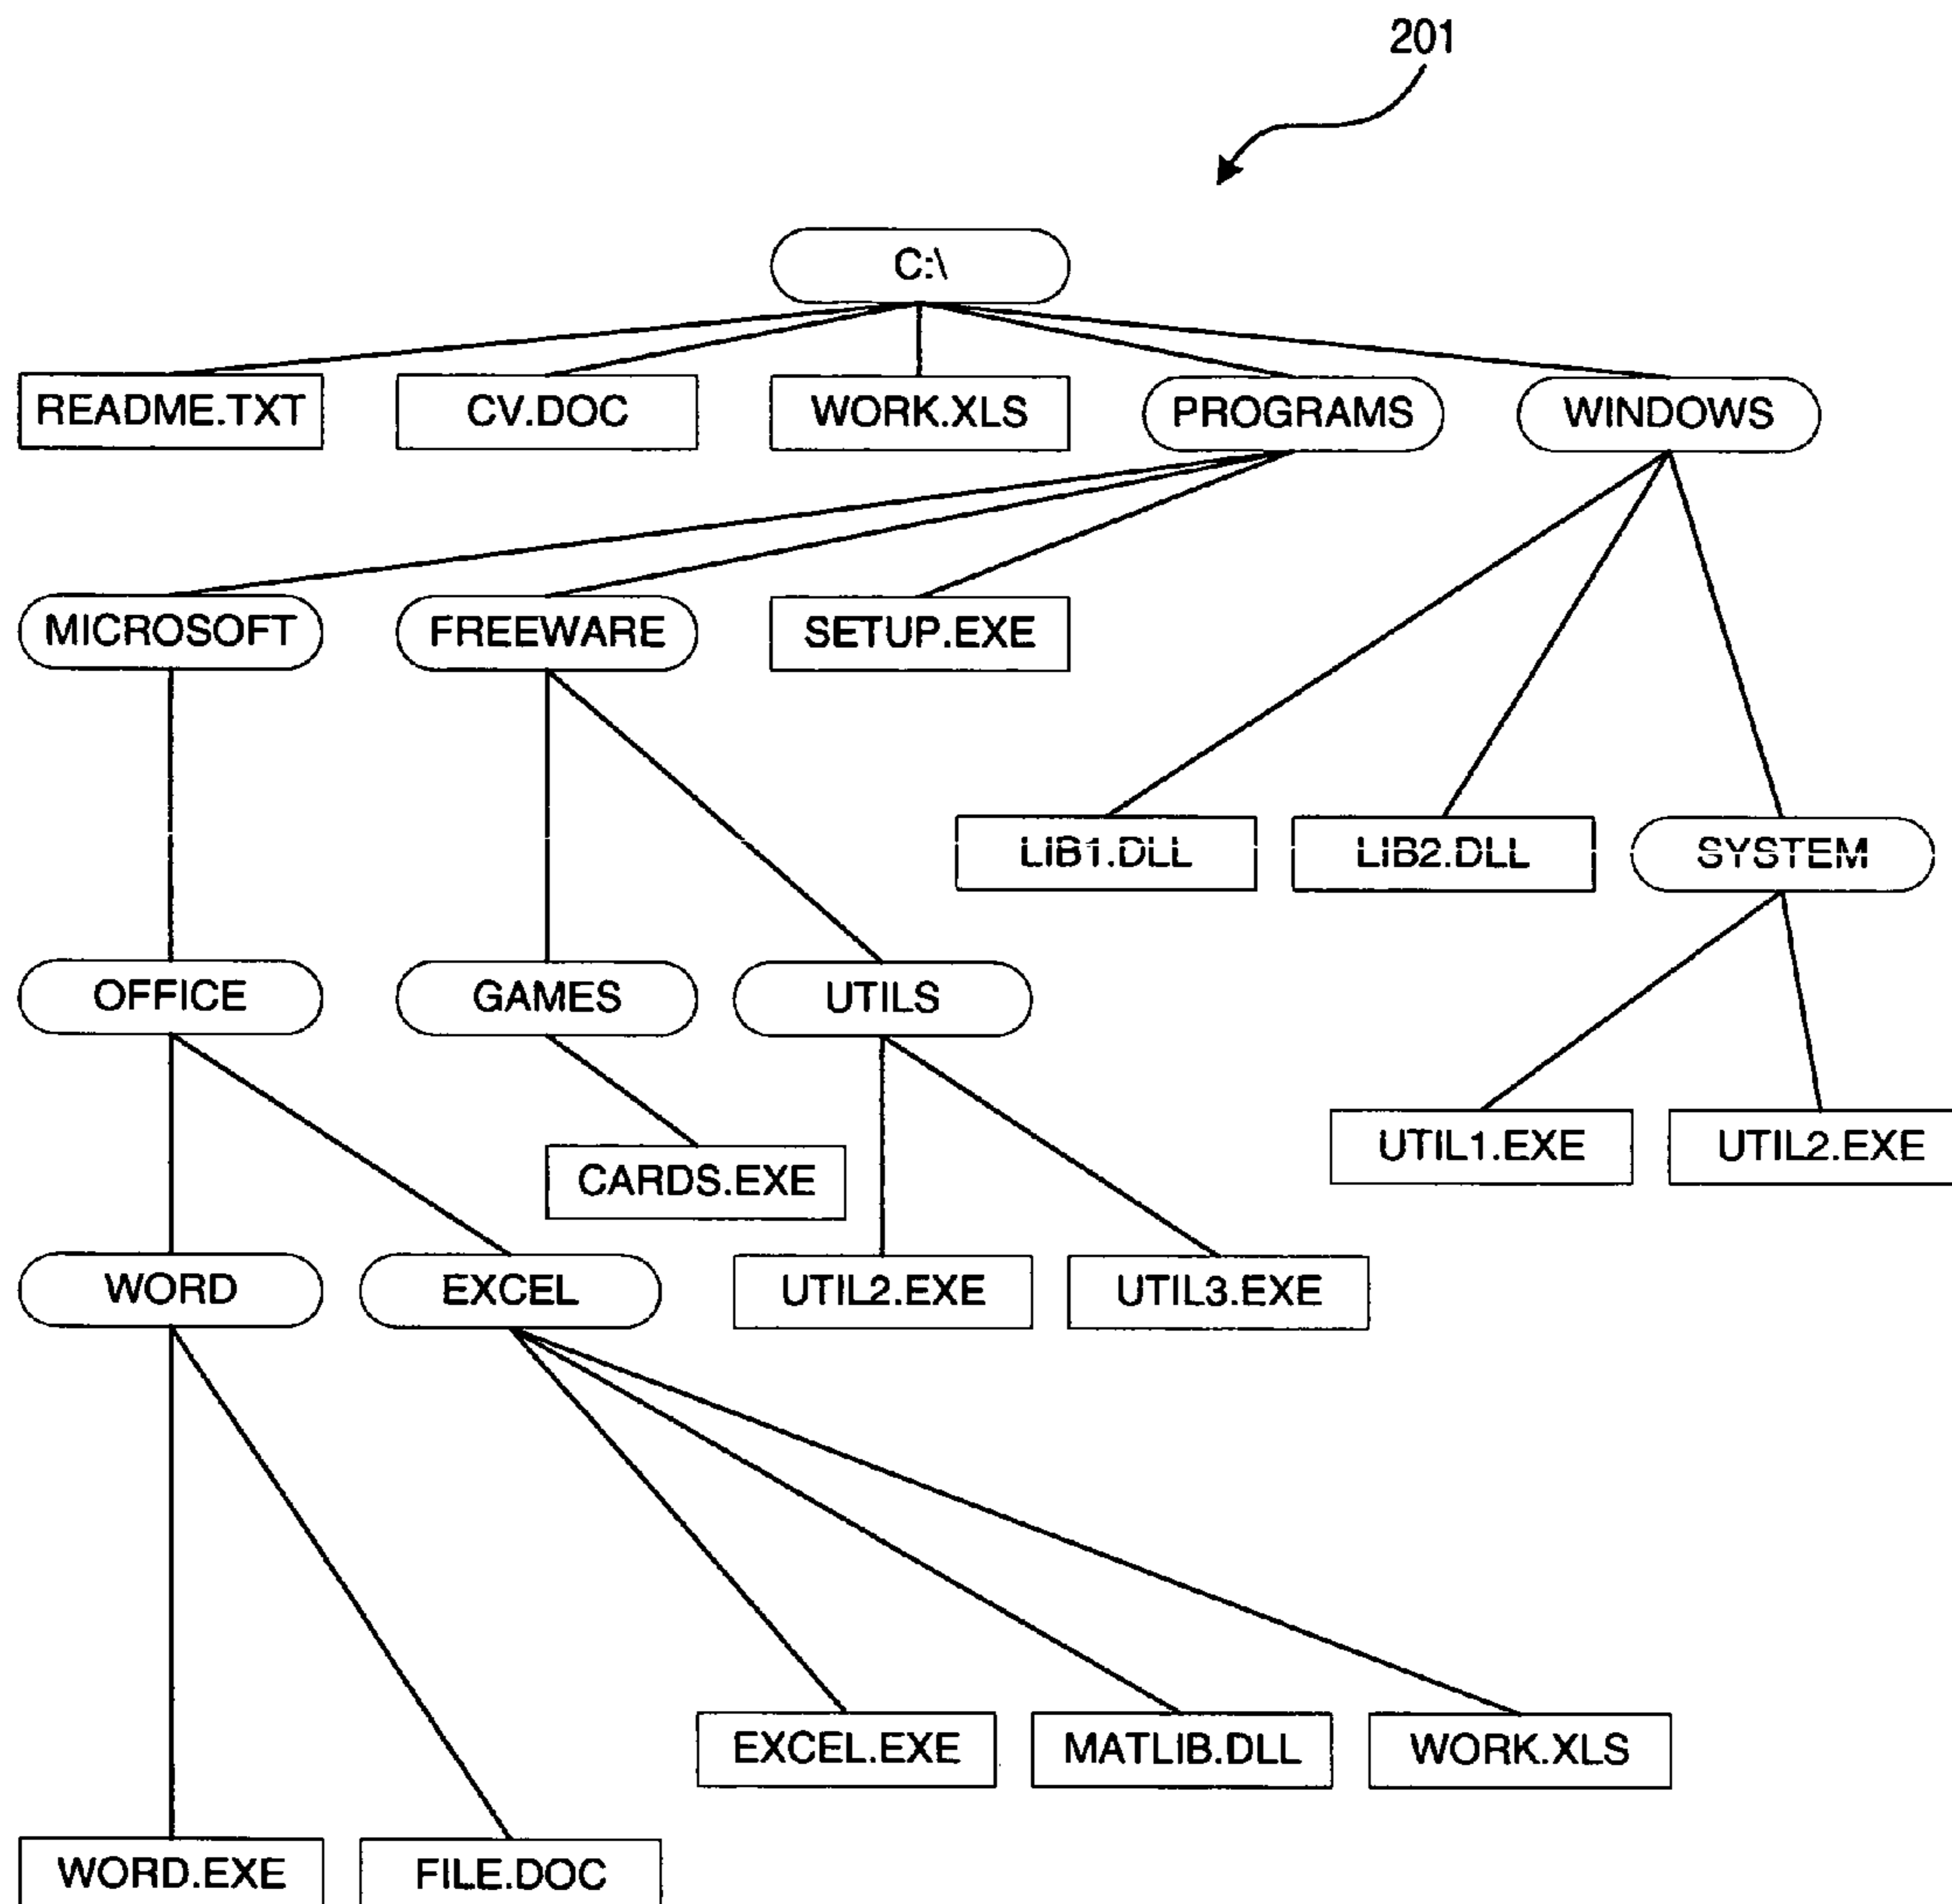 201
C:\
README.TXT
CV.DOC
WORK.XLS
PROGRAMS
WINDOWS
MICROSOFT
FREEWARE
SETUP.EXE
LIB1.DLL
LIB2.DLL
SYSTEM
OFFICE
GAMES
UTILS
UTIL1.EXE
UTIL2.EXE
CARDS.EXE
WORD
EXCEL
UTIL2.EXE
UTIL3.EXE
EXCEL.EXE
MATLIB.DLL
WORK.XLS
WORD.EXE
FILE.DOC